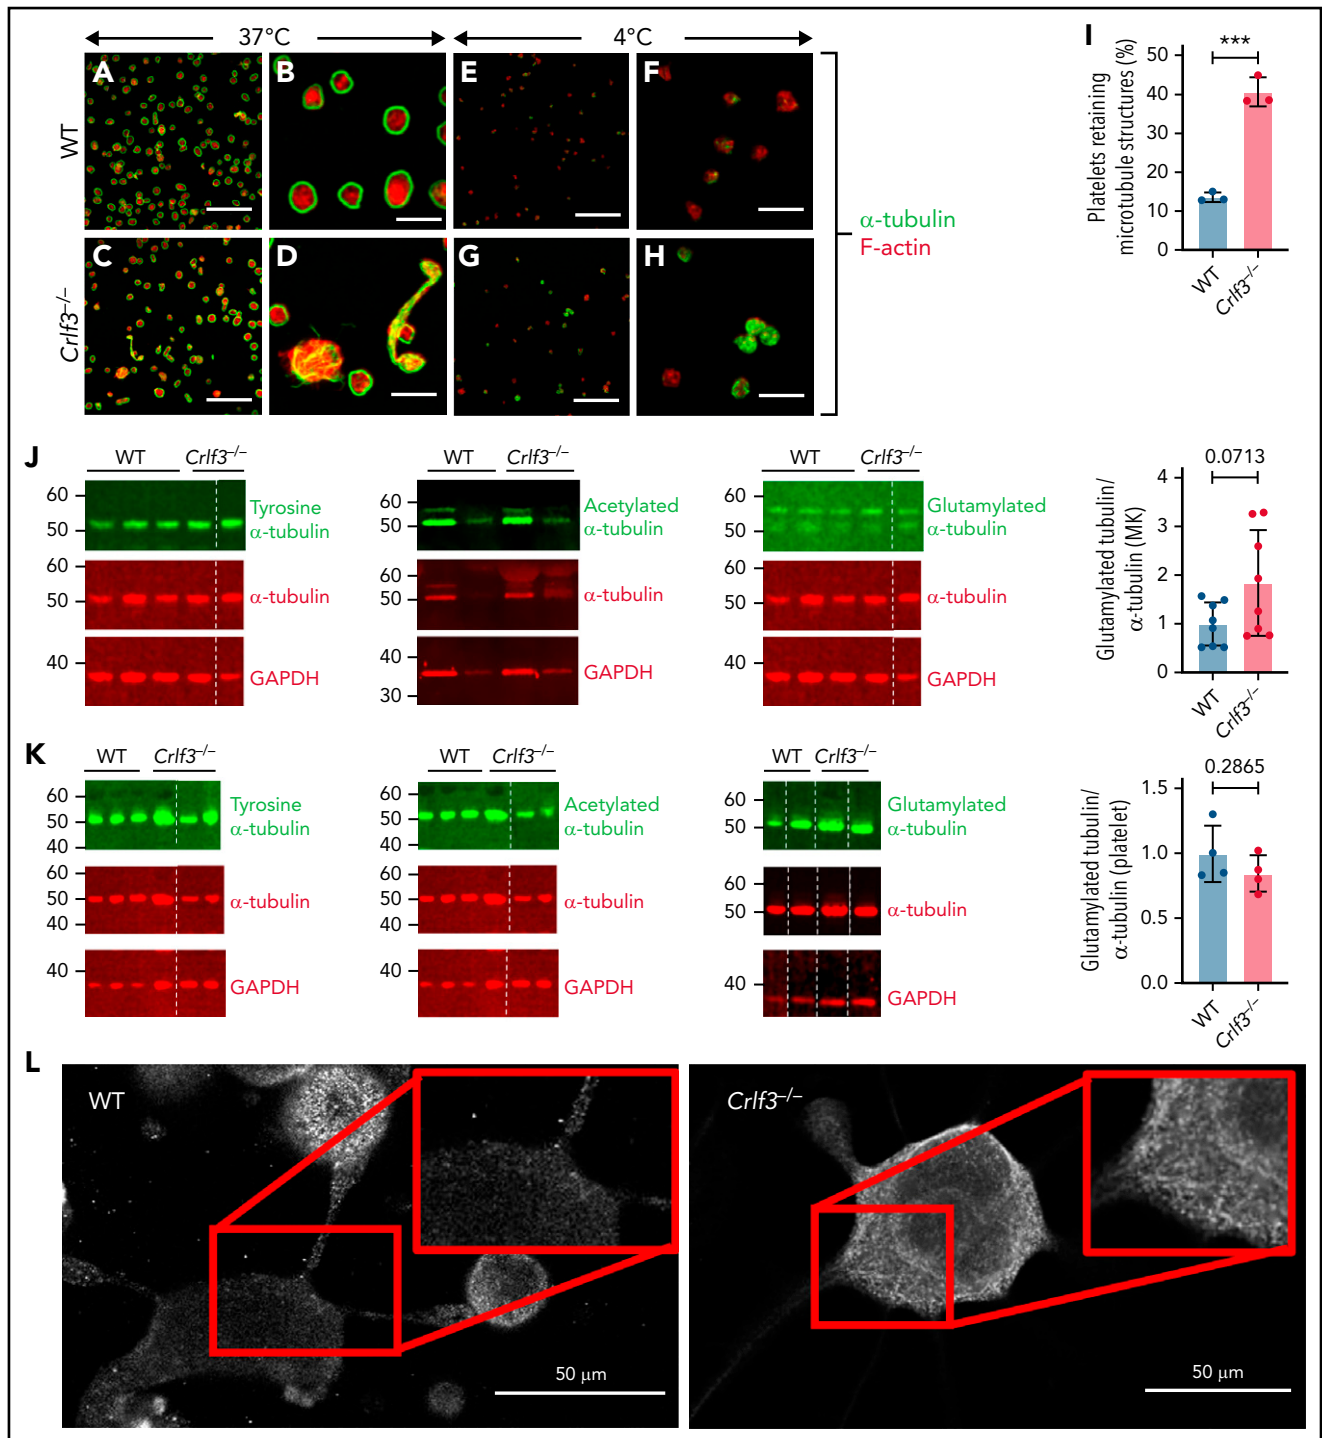 37°C
4°C
WT
Crlf3–/–
A
B
E
F
C
D
G
H
α-tubulin
F-actin
I
***
Platelets retaining
microtubule structures (%)
50
40
30
20
10
0
WT
Crlf3–/–
J
WT
Crlf3–/–
60
50
Tyrosine
α-tubulin
60
50
α-tubulin
40
GAPDH
WT
Crlf3–/–
60
50
Acetylated
α-tubulin
60
50
α-tubulin
40
30
GAPDH
WT
Crlf3–/–
60
50
Glutamylated
α-tubulin
60
50
α-tubulin
40
GAPDH
0.0713
Glutamylated tubulin/
α-tubulin (MK)
4
3
2
1
0
WT
Crlf3–/–
K
WT
Crlf3–/–
60
50
40
Tyrosine
α-tubulin
60
50
40
α-tubulin
40
GAPDH
WT
Crlf3–/–
60
50
40
Acetylated
α-tubulin
60
50
40
α-tubulin
40
GAPDH
WT
Crlf3–/–
60
50
Glutamylated
α-tubulin
60
50
α-tubulin
40
GAPDH
0.2865
Glutamylated tubulin/
α-tubulin (platelet)
1.5
1.0
0.5
0.0
WT
Crlf3–/–
L
WT
50 μm
Crlf3–/–
50 μm